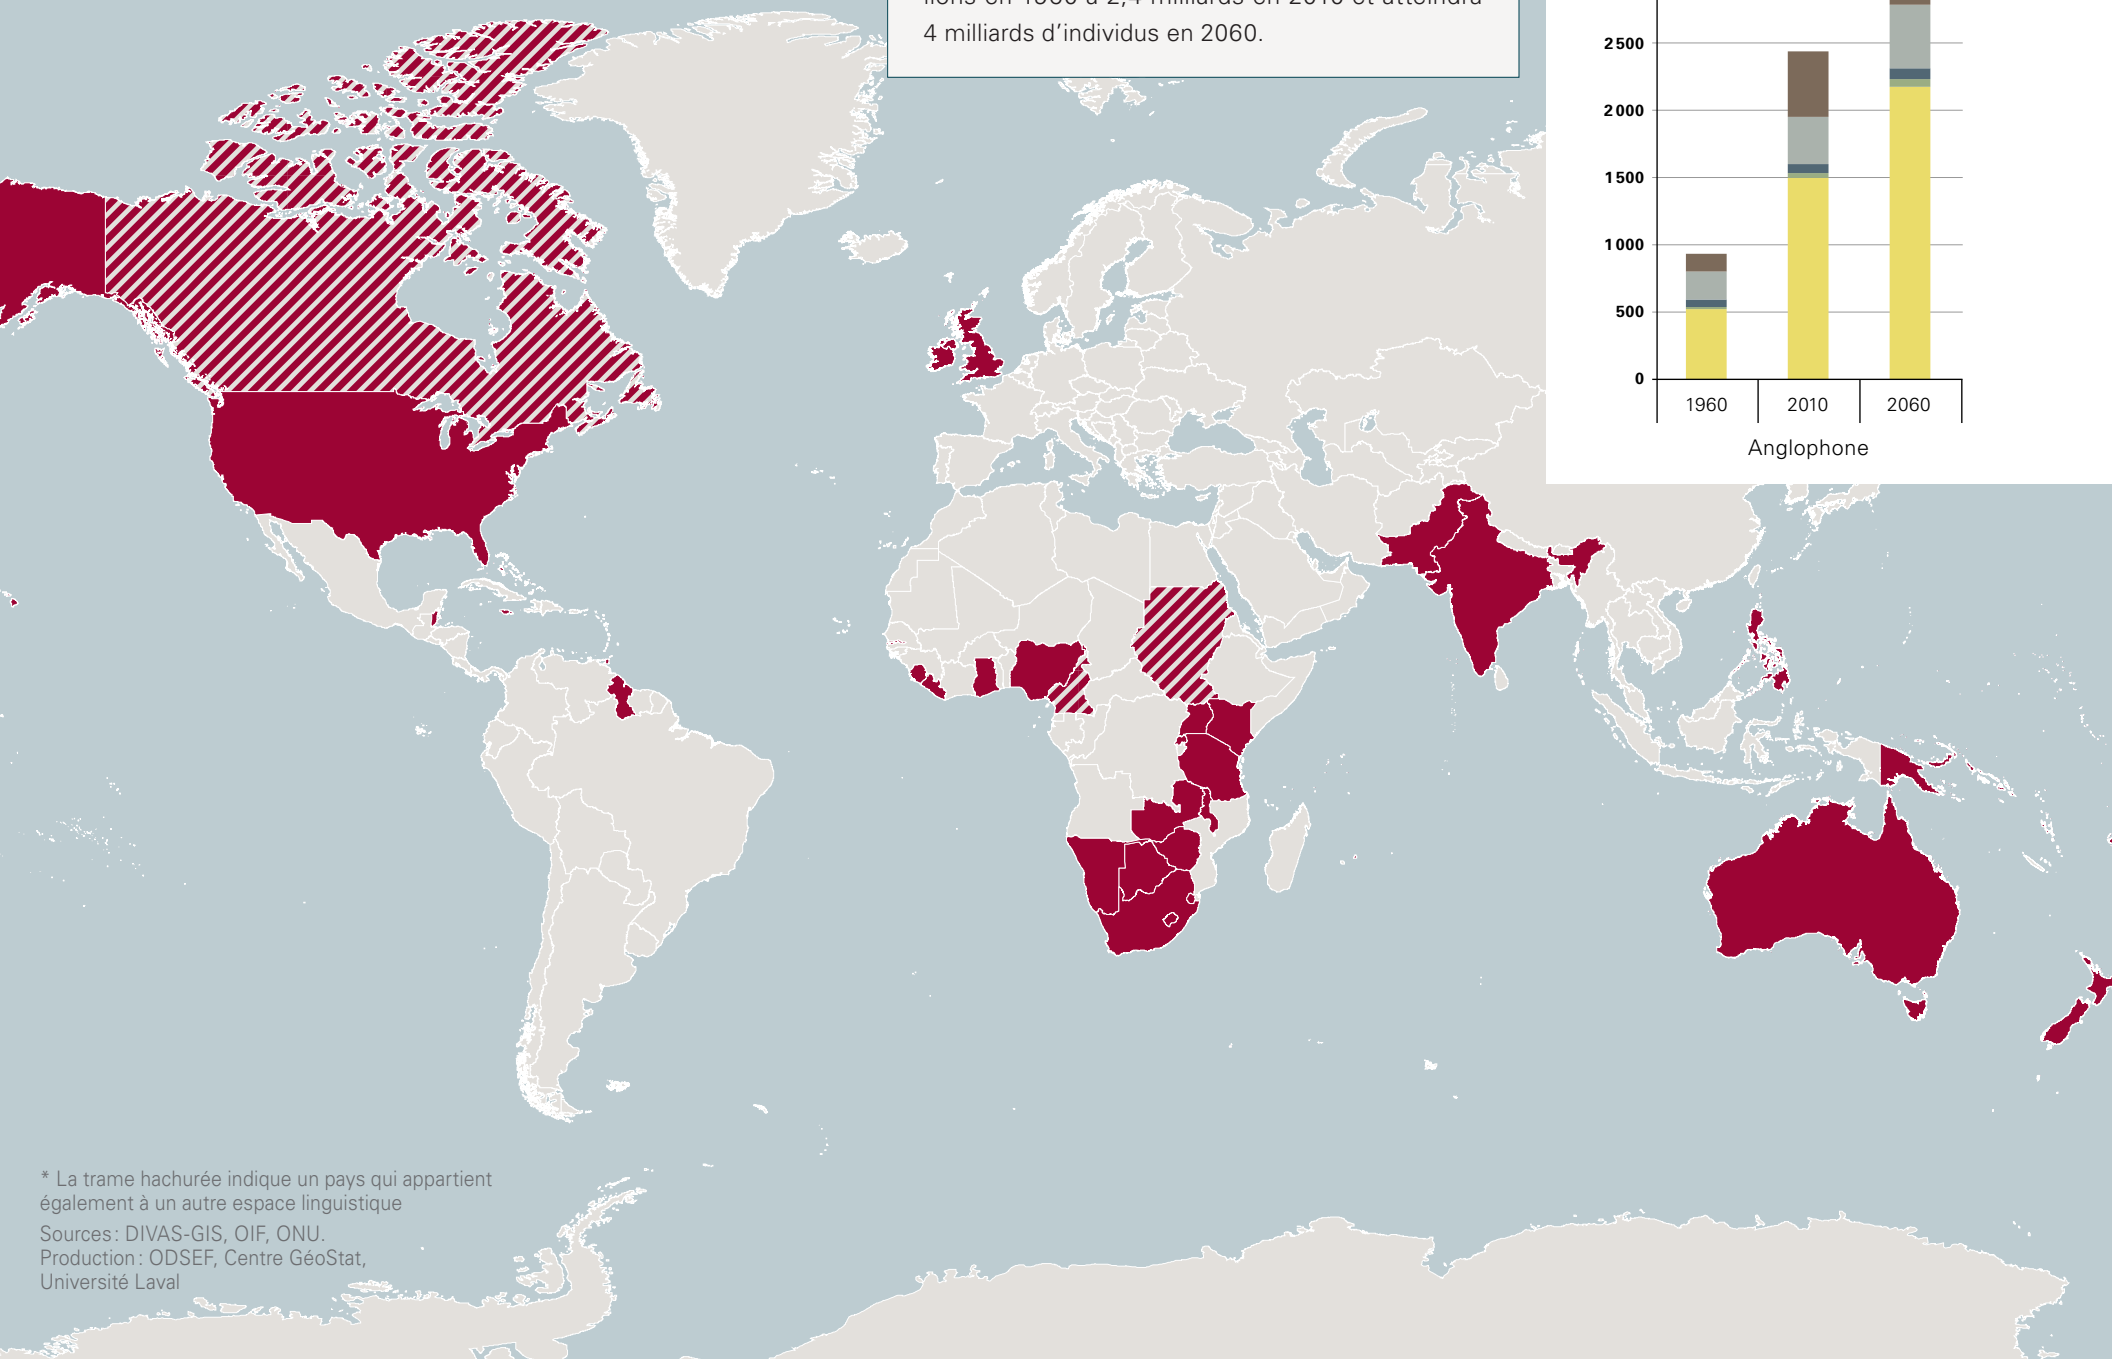 4 milliards d’individus en 2060.
2 500
2 000
1 500
1 000
500
0
1960 2010 2060
Anglophone
* La trame hachurée indique un pays qui appartient
également à un autre espace linguistique
Sources : DIVAS-GIS, OIF, ONU.
Production : ODSEF, Centre GéoStat,
Université Laval